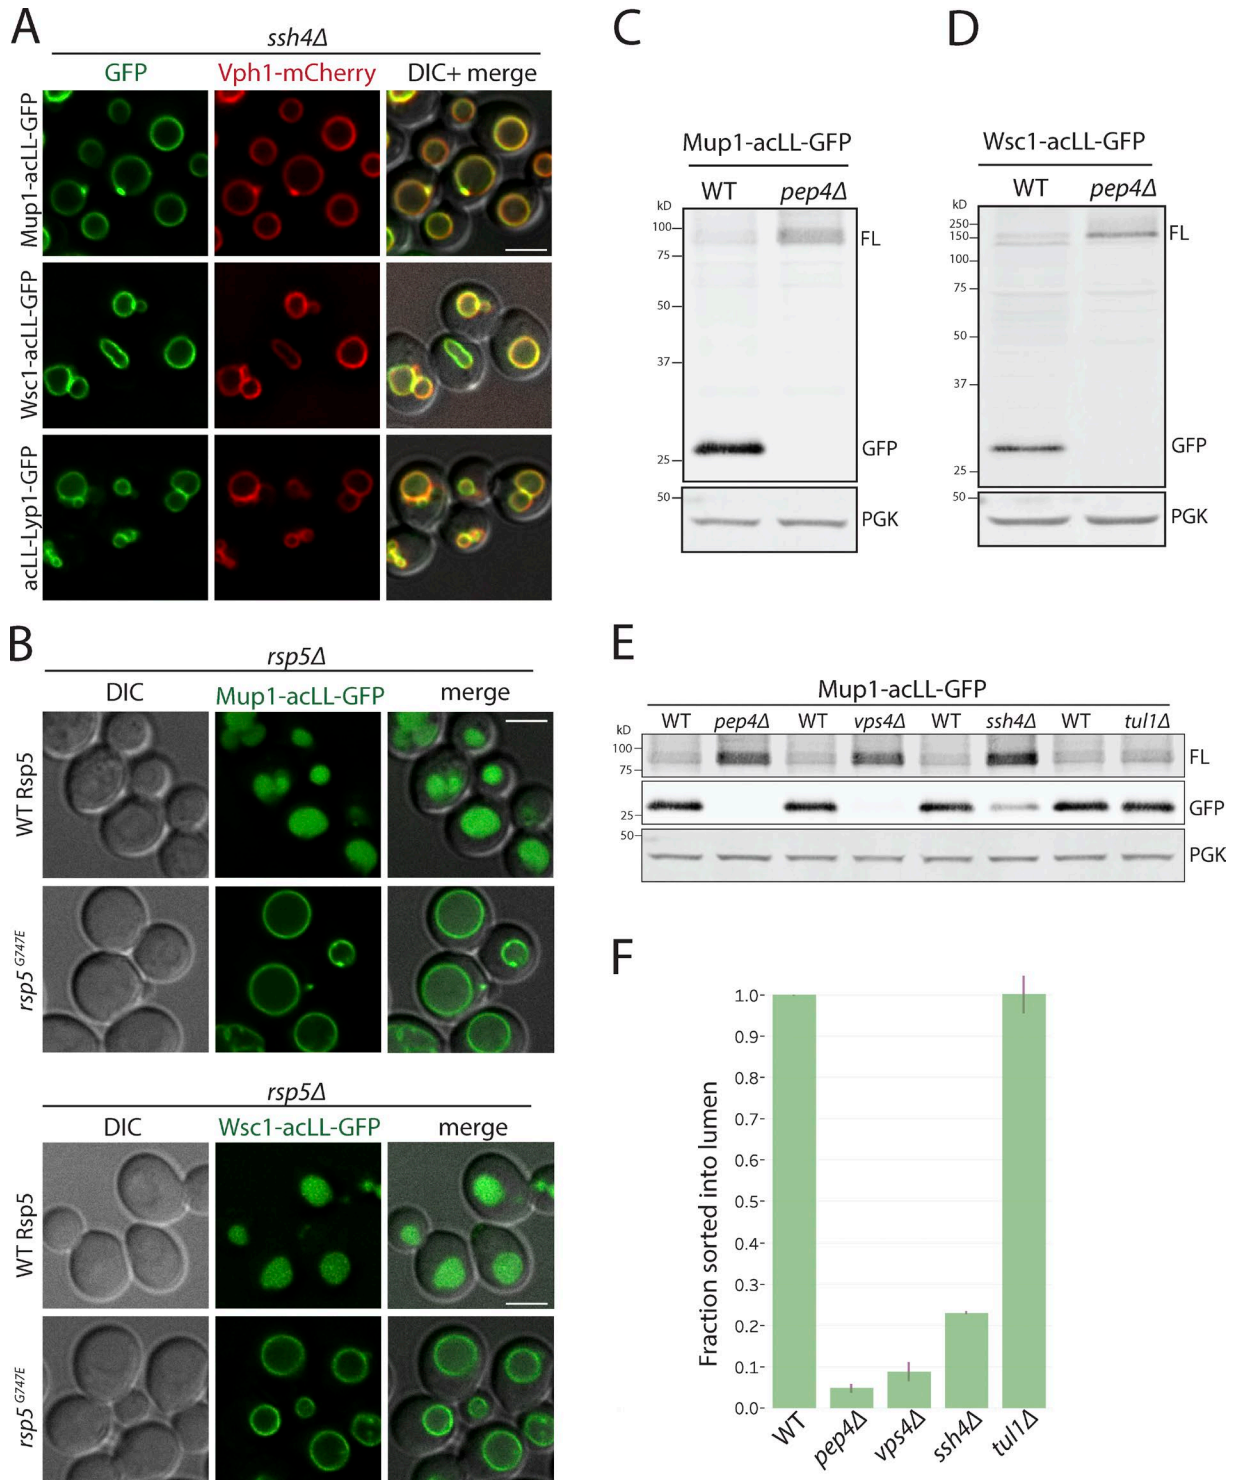 A
ssh4Δ
GFP Vph1-mCherry DIC+ merge
Mup1-acLL-GFP
Wsc1-acLL-GFP
acLL-Lyp1-GFP
B
rsp5Δ
DIC Mup1-acLL-GFP merge
WT Rsp5
rsp5 G747E
rsp5Δ
DIC Wsc1-acLL-GFP merge
WT Rsp5
rsp5 G747E
C
Mup1-acLL-GFP
WT pep4Δ
kD
100
75
50
37
25
50
FL
GFP
PGK
D
Wsc1-acLL-GFP
WT pep4Δ
kD
250
150
100
75
50
37
25
50
FL
GFP
PGK
E
Mup1-acLL-GFP
WT pep4Δ WT vps4Δ WT ssh4Δ WT tul1Δ
kD
100
75
25
50
FL
GFP
PGK
F
Fraction sorted into lumen
1.0
0.9
0.8
0.7
0.6
0.5
0.4
0.3
0.2
0.1
0.0
WT pep4Δ vps4Δ ssh4Δ tul1Δ